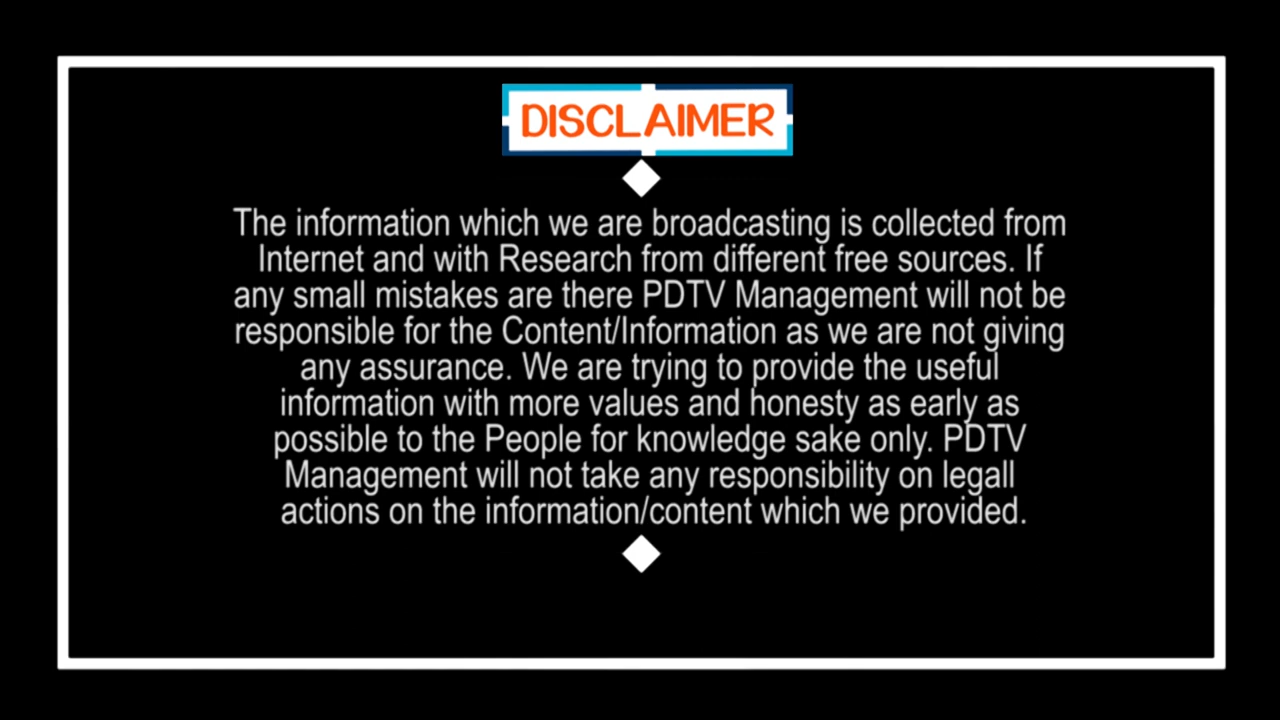 DISCLAIMER
The information which we are broadcasting is collected from
Internet and with Research from different free sources. If
any small mistakes are there PDTV Management will not be
responsible for the Content/Information as we are not giving
any assurance. We are trying to provide the useful
information with more values and honesty as early as
possible to the People for knowledge sake only. PDTV
Management will not take any responsibility on legall
actions on the information/content which we provided.